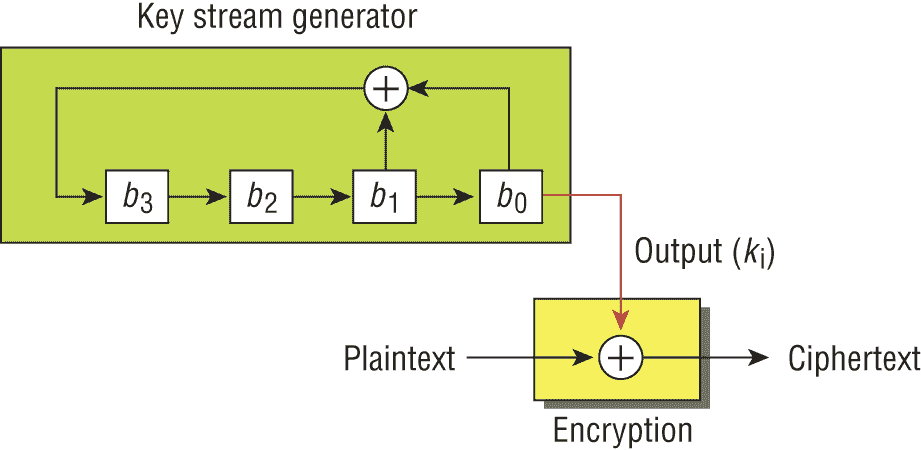 Key stream generator
+
b₃ b₂ b₁ b₀
Output (kᵢ)
Plaintext + Ciphertext
Encryption